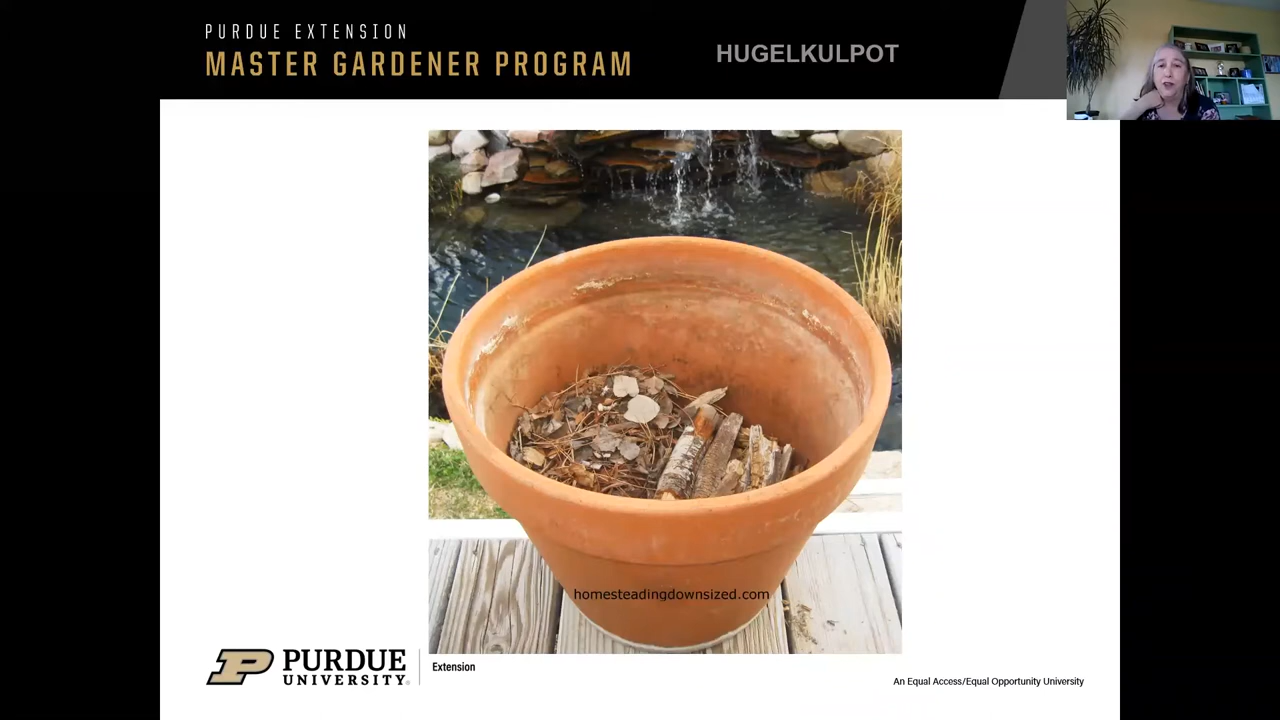 PURDUE EXTENSION
MASTER GARDENER PROGRAM
HUGELKULPOT
homesteadingdownsized.com
PURDUE
UNIVERSITY®
Extension
An Equal Access/Equal Opportunity University